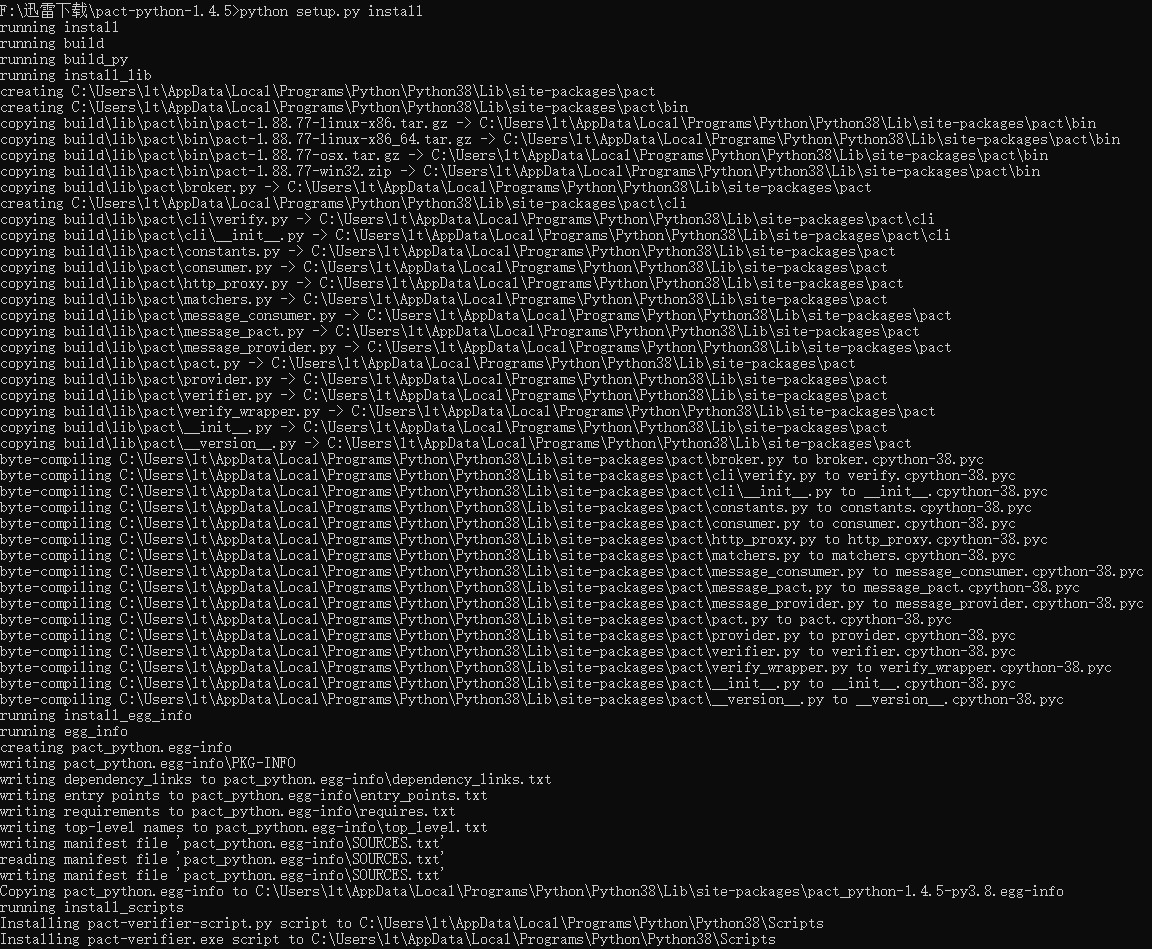 F:\迅雷下载\pact-python-1.4.5>python setup.py install
running install
running build
running build_py
running install_lib
creating C:\Users\lt\AppData\Local\Programs\Python\Python38\Lib\site-packages\pact
creating C:\Users\lt\AppData\Local\Programs\Python\Python38\Lib\site-packages\pact\bin
copying build\lib\pact\bin\pact-1.88.77-linux-x86.tar.gz -> C:\Users\lt\AppData\Local\Programs\Python\Python38\Lib\site-packages\pact\bin
copying build\lib\pact\bin\pact-1.88.77-linux-x86_64.tar.gz -> C:\Users\lt\AppData\Local\Programs\Python\Python38\Lib\site-packages\pact\bin
copying build\lib\pact\bin\pact-1.88.77-osx.tar.gz -> C:\Users\lt\AppData\Local\Programs\Python\Python38\Lib\site-packages\pact\bin
copying build\lib\pact\bin\pact-1.88.77-win32.zip -> C:\Users\lt\AppData\Local\Programs\Python\Python38\Lib\site-packages\pact\bin
copying build\lib\pact\broker.py -> C:\Users\lt\AppData\Local\Programs\Python\Python38\Lib\site-packages\pact
creating C:\Users\lt\AppData\Local\Programs\Python\Python38\Lib\site-packages\pact\cli
copying build\lib\pact\cli\verify.py -> C:\Users\lt\AppData\Local\Programs\Python\Python38\Lib\site-packages\pact\cli
copying build\lib\pact\cli\__init__.py -> C:\Users\lt\AppData\Local\Programs\Python\Python38\Lib\site-packages\pact\cli
copying build\lib\pact\constants.py -> C:\Users\lt\AppData\Local\Programs\Python\Python38\Lib\site-packages\pact
copying build\lib\pact\consumer.py -> C:\Users\lt\AppData\Local\Programs\Python\Python38\Lib\site-packages\pact
copying build\lib\pact\http_proxy.py -> C:\Users\lt\AppData\Local\Programs\Python\Python38\Lib\site-packages\pact
copying build\lib\pact\matchers.py -> C:\Users\lt\AppData\Local\Programs\Python\Python38\Lib\site-packages\pact
copying build\lib\pact\message_consumer.py -> C:\Users\lt\AppData\Local\Programs\Python\Python38\Lib\site-packages\pact
copying build\lib\pact\message_pact.py -> C:\Users\lt\AppData\Local\Programs\Python\Python38\Lib\site-packages\pact
copying build\lib\pact\message_provider.py -> C:\Users\lt\AppData\Local\Programs\Python\Python38\Lib\site-packages\pact
copying build\lib\pact\pact.py -> C:\Users\lt\AppData\Local\Programs\Python\Python38\Lib\site-packages\pact
copying build\lib\pact\provider.py -> C:\Users\lt\AppData\Local\Programs\Python\Python38\Lib\site-packages\pact
copying build\lib\pact\verifier.py -> C:\Users\lt\AppData\Local\Programs\Python\Python38\Lib\site-packages\pact
copying build\lib\pact\verify_wrapper.py -> C:\Users\lt\AppData\Local\Programs\Python\Python38\Lib\site-packages\pact
copying build\lib\pact\__init__.py -> C:\Users\lt\AppData\Local\Programs\Python\Python38\Lib\site-packages\pact
copying build\lib\pact\__version__.py -> C:\Users\lt\AppData\Local\Programs\Python\Python38\Lib\site-packages\pact
byte-compiling C:\Users\lt\AppData\Local\Programs\Python\Python38\Lib\site-packages\pact\broker.py to broker.cpython-38.pyc
byte-compiling C:\Users\lt\AppData\Local\Programs\Python\Python38\Lib\site-packages\pact\cli\verify.py to verify.cpython-38.pyc
byte-compiling C:\Users\lt\AppData\Local\Programs\Python\Python38\Lib\site-packages\pact\cli\__init__.py to __init__.cpython-38.pyc
byte-compiling C:\Users\lt\AppData\Local\Programs\Python\Python38\Lib\site-packages\pact\constants.py to constants.cpython-38.pyc
byte-compiling C:\Users\lt\AppData\Local\Programs\Python\Python38\Lib\site-packages\pact\consumer.py to consumer.cpython-38.pyc
byte-compiling C:\Users\lt\AppData\Local\Programs\Python\Python38\Lib\site-packages\pact\http_proxy.py to http_proxy.cpython-38.pyc
byte-compiling C:\Users\lt\AppData\Local\Programs\Python\Python38\Lib\site-packages\pact\matchers.py to matchers.cpython-38.pyc
byte-compiling C:\Users\lt\AppData\Local\Programs\Python\Python38\Lib\site-packages\pact\message_consumer.py to message_consumer.cpython-38.pyc
byte-compiling C:\Users\lt\AppData\Local\Programs\Python\Python38\Lib\site-packages\pact\message_pact.py to message_pact.cpython-38.pyc
byte-compiling C:\Users\lt\AppData\Local\Programs\Python\Python38\Lib\site-packages\pact\message_provider.py to message_provider.cpython-38.pyc
byte-compiling C:\Users\lt\AppData\Local\Programs\Python\Python38\Lib\site-packages\pact\pact.py to pact.cpython-38.pyc
byte-compiling C:\Users\lt\AppData\Local\Programs\Python\Python38\Lib\site-packages\pact\provider.py to provider.cpython-38.pyc
byte-compiling C:\Users\lt\AppData\Local\Programs\Python\Python38\Lib\site-packages\pact\verifier.py to verifier.cpython-38.pyc
byte-compiling C:\Users\lt\AppData\Local\Programs\Python\Python38\Lib\site-packages\pact\verify_wrapper.py to verify_wrapper.cpython-38.pyc
byte-compiling C:\Users\lt\AppData\Local\Programs\Python\Python38\Lib\site-packages\pact\__init__.py to __init__.cpython-38.pyc
byte-compiling C:\Users\lt\AppData\Local\Programs\Python\Python38\Lib\site-packages\pact\__version__.py to __version__.cpython-38.pyc
running install_egg_info
running egg_info
creating pact_python.egg-info
writing pact_python.egg-info\PKG-INFO
writing dependency_links to pact_python.egg-info\dependency_links.txt
writing entry points to pact_python.egg-info\entry_points.txt
writing requirements to pact_python.egg-info\requires.txt
writing top-level names to pact_python.egg-info\top_level.txt
writing manifest file 'pact_python.egg-info\SOURCES.txt'
reading manifest file 'pact_python.egg-info\SOURCES.txt'
writing manifest file 'pact_python.egg-info\SOURCES.txt'
Copying pact_python.egg-info to C:\Users\lt\AppData\Local\Programs\Python\Python38\Lib\site-packages\pact_python-1.4.5-py3.8.egg-info
running install_scripts
Installing pact-verifier-script.py script to C:\Users\lt\AppData\Local\Programs\Python\Python38\Scripts
Installing pact-verifier.exe script to C:\Users\lt\AppData\Local\Programs\Python\Python38\Scripts